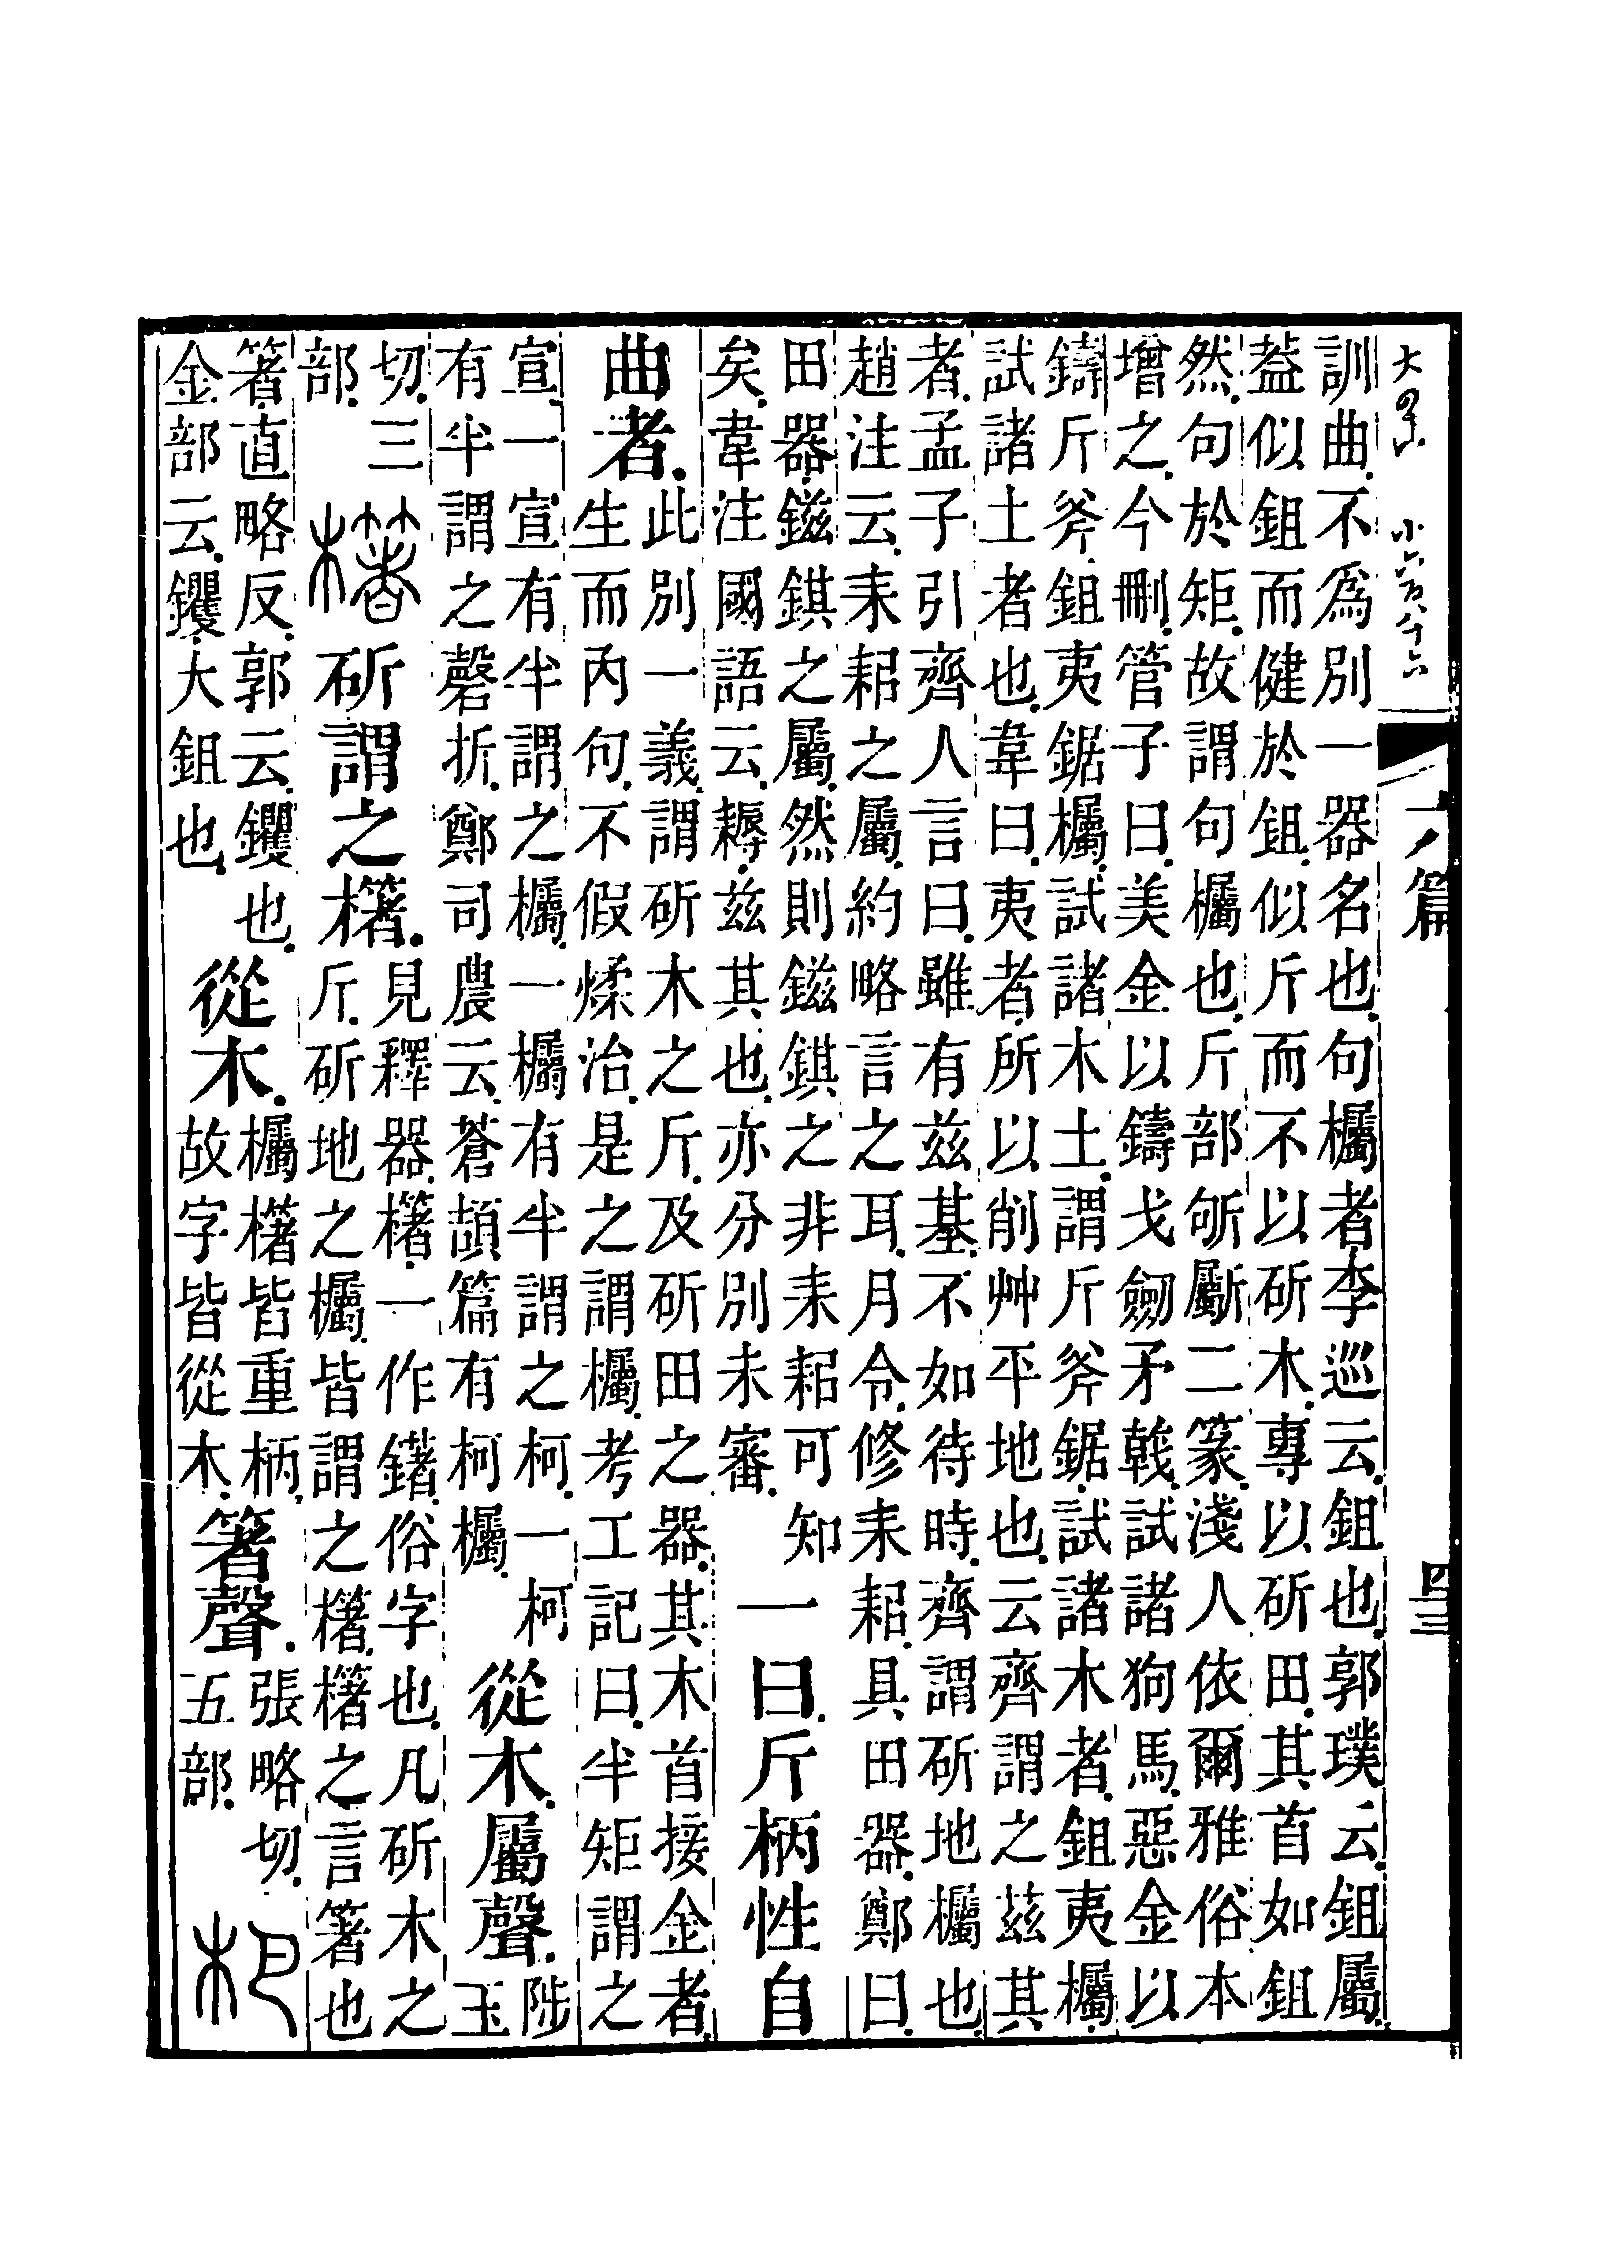 六篇
四三
訓曲.不爲別一器名也.句欘者李巡云.鉏也.郭璞云.鉏屬.
葢似鉏而健於鉏.似斤而不以斫木.專以斫田.其首如鉏
然.句於矩.故謂句欘也.斤部斪斸二篆.淺人依爾雅俗本
增之.今刪.管子曰.美金以鑄戈劒矛戟.試諸狗馬.惡金以
鑄斤斧.鉏夷鋸欘.試諸木土.謂斤斧鋸.試諸木者.鉏夷欘.
試諸土者也.韋曰.夷者.所以削艸平地也.云齊謂之茲其
者.孟子引齊人言曰.雖有茲基.不如待時.齊謂斫地欘也.
趙注云.耒耜之屬.約略言之耳.月令.修耒耜.具田器.鄭曰.
田器.鎡錤之屬.然則鎡錤之非耒耜可知
矣.韋注國語云.耨.茲其也.亦分別未審.
一曰.斤柄性自
曲者.
此別一義.謂斫木之斤.及斫田之器.其木首接金者.
生而內句.不假煣治.是之謂欘.考工記曰.半矩謂之
宣.一宣有半謂之欘.一欘有半謂之柯.一柯
有半謂之磬折.鄭司農云.蒼頡篇有柯欘.
從木.屬聲.
陟
玉
切.三
部.
櫡
斫謂之櫡.
見釋器.櫡.一作鐯.俗字也.凡斫木之
斤.斫地之欘.皆謂之櫡.櫡之言箸也
箸.直略反.郭云.钁也.
金部云.钁.大鉏也.
從木.
欘櫡皆重柄.
故字皆從木.
箸聲.
張略切.
五部.
杷